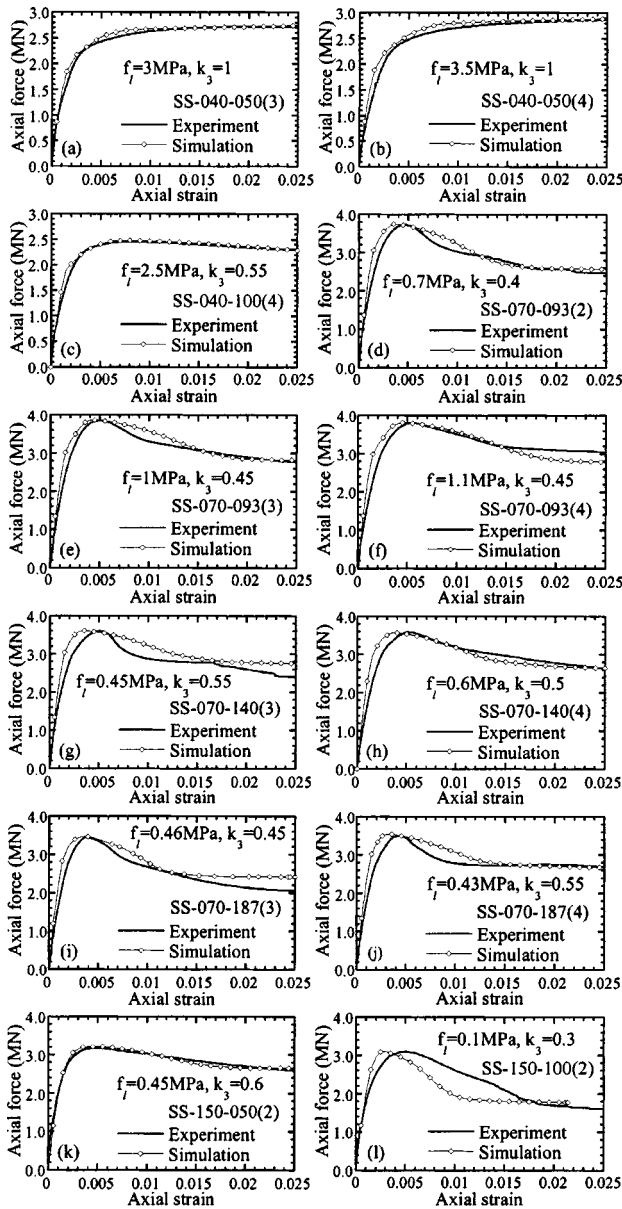 Axial force (MN)
3.0
2.5
2.0
1.5
1.0
0.5
0.0
f_l=3MPa, k_3=1
SS-040-050(3)
Experiment
Simulation
(a)
0 0.005 0.01 0.015 0.02 0.025
Axial strain
Axial force (MN)
3.0
2.5
2.0
1.5
1.0
0.5
0.0
f_l=3.5MPa, k_3=1
SS-040-050(4)
Experiment
Simulation
(b)
0 0.005 0.01 0.015 0.02 0.025
Axial strain
Axial force (MN)
3.0
2.5
2.0
1.5
1.0
0.5
0.0
f_l=2.5MPa, k_3=0.55
SS-040-100(4)
Experiment
Simulation
(c)
0 0.005 0.01 0.015 0.02 0.025
Axial strain
Axial force (MN)
4.0
3.0
2.0
1.0
0.0
f_l=0.7MPa, k_3=0.4
SS-070-093(2)
Experiment
Simulation
(d)
0 0.005 0.01 0.015 0.02 0.025
Axial strain
Axial force (MN)
4.0
3.0
2.0
1.0
0.0
f_l=1MPa, k_3=0.45
SS-070-093(3)
Experiment
Simulation
(e)
0 0.005 0.01 0.015 0.02 0.025
Axial strain
Axial force (MN)
4.0
3.0
2.0
1.0
0.0
f_l=1.1MPa, k_3=0.45
SS-070-093(4)
Experiment
Simulation
(f)
0 0.005 0.01 0.015 0.02 0.025
Axial strain
Axial force (MN)
4.0
3.0
2.0
1.0
0.0
f_l=0.45MPa, k_3=0.55
SS-070-140(3)
Experiment
Simulation
(g)
0 0.005 0.01 0.015 0.02 0.025
Axial strain
Axial force (MN)
4.0
3.0
2.0
1.0
0.0
f_l=0.6MPa, k_3=0.5
SS-070-140(4)
Experiment
Simulation
(h)
0 0.005 0.01 0.015 0.02 0.025
Axial strain
Axial force (MN)
4.0
3.0
2.0
1.0
0.0
f_l=0.46MPa, k_3=0.45
SS-070-187(3)
Experiment
Simulation
(i)
0 0.005 0.01 0.015 0.02 0.025
Axial strain
Axial force (MN)
4.0
3.0
2.0
1.0
0.0
f_l=0.43MPa, k_3=0.55
SS-070-187(4)
Experiment
Simulation
(j)
0 0.005 0.01 0.015 0.02 0.025
Axial strain
Axial force (MN)
4.0
3.0
2.0
1.0
0.0
f_l=0.45MPa, k_3=0.6
SS-150-050(2)
Experiment
Simulation
(k)
0 0.005 0.01 0.015 0.02 0.025
Axial strain
Axial force (MN)
4.0
3.0
2.0
1.0
0.0
f_l=0.1MPa, k_3=0.3
SS-150-100(2)
Experiment
Simulation
(l)
0 0.005 0.01 0.015 0.02 0.025
Axial strain